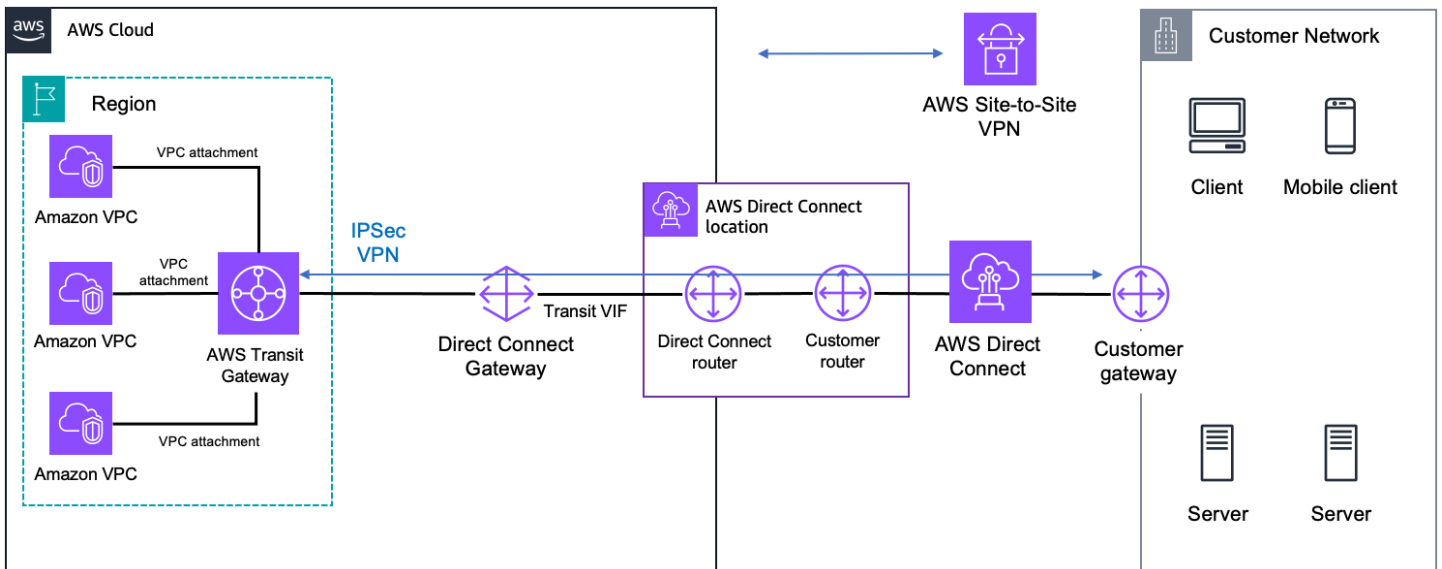 aws
AWS Cloud
Region
VPC attachment
Amazon VPC
VPC
attachment
Amazon VPC
AWS Transit
Gateway
VPC attachment
Amazon VPC
IPSec
VPN
Direct Connect
Gateway
Transit VIF
AWS Direct Connect
location
Direct Connect
router
Customer
router
AWS Site-to-Site
VPN
AWS Direct
Connect
Customer
gateway
Customer Network
Client
Mobile client
Server
Server